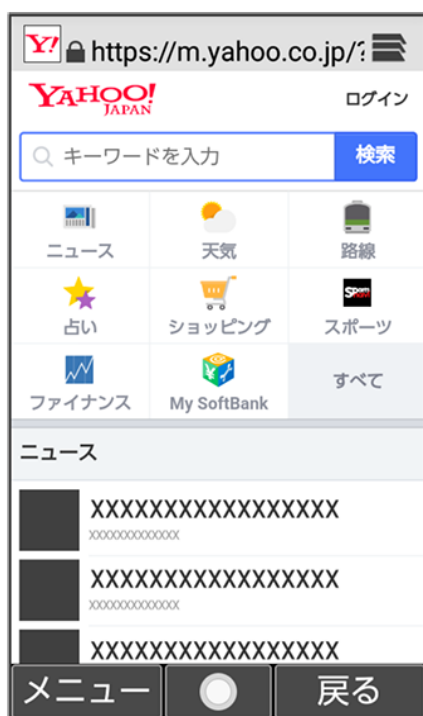 Y! https://m.yahoo.co.jp/?
YAHOO! JAPAN
ログイン
キーワードを入力
検索
ニュース 天気 路線
占い ショッピング スポーツ
ファイナンス My SoftBank すべて
ニュース
XXXXXXXXXXXXXXXXX
XXXXXXXXXXXXX
XXXXXXXXXXXXXXXXX
XXXXXXXXXXXXX
XXXXXXXXXXXXXXXXX
メニュー 戻る